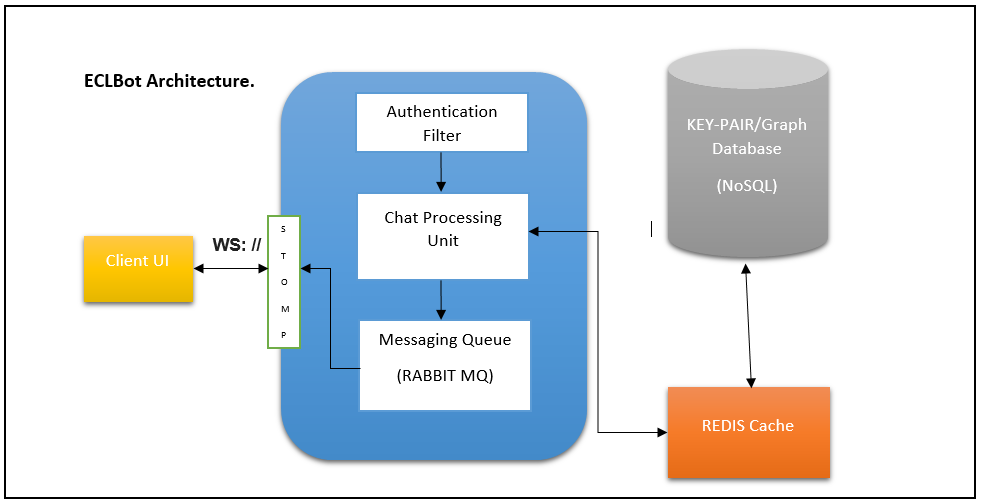 ECLBot Architecture.
Authentication
Filter
KEY-PAIR/Graph
Database
(NoSQL)
Chat Processing
Unit
WS: //
S
T
O
M
P
Client UI
Messaging Queue
(RABBIT MQ)
REDIS Cache